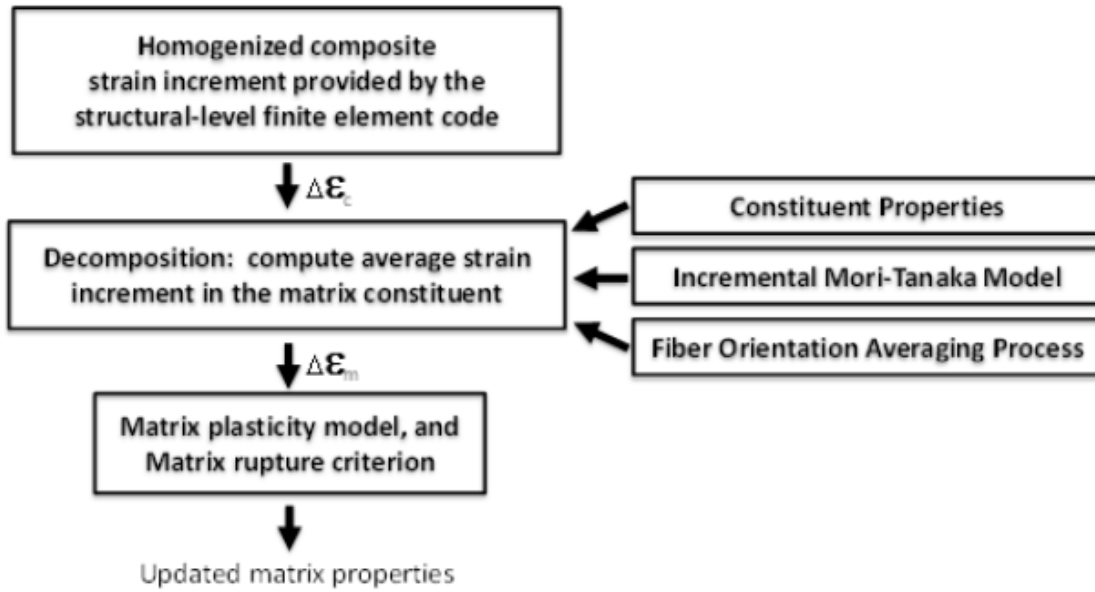 Homogenized composite
strain increment provided by the
structural-level finite element code
Δε_c
Constituent Properties
Decomposition: compute average strain
increment in the matrix constituent
Incremental Mori-Tanaka Model
Fiber Orientation Averaging Process
Δε_m
Matrix plasticity model, and
Matrix rupture criterion
Updated matrix properties